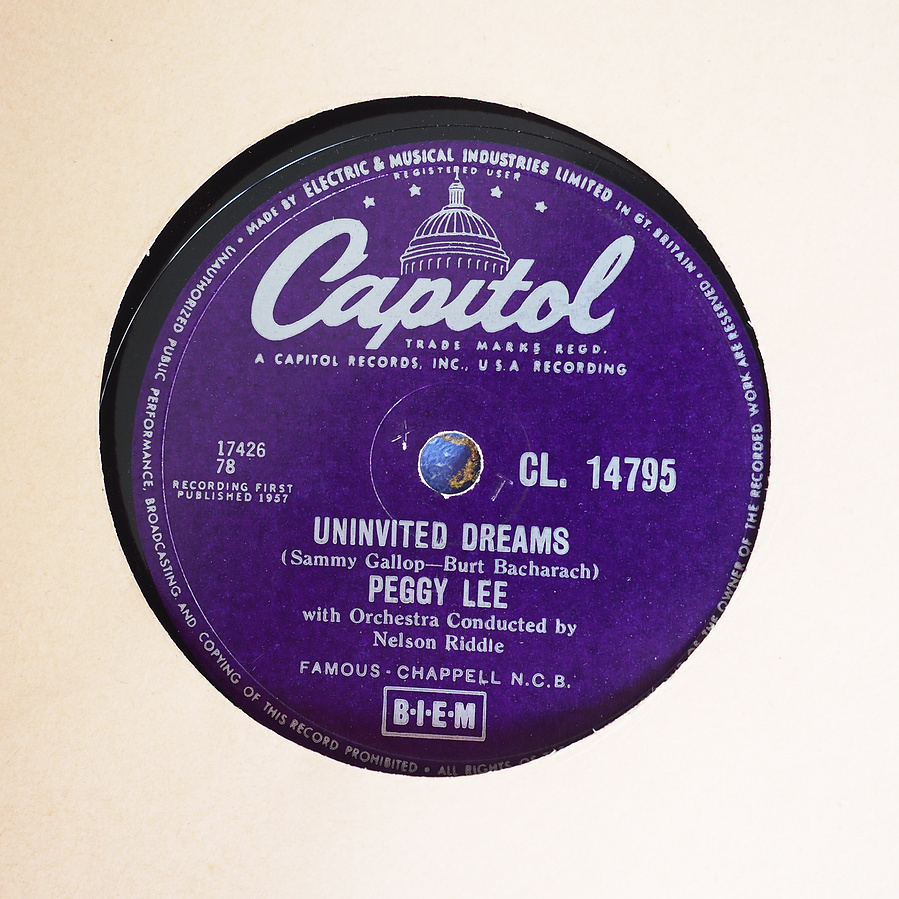 MADE BY ELECTRIC & MUSICAL INDUSTRIES LIMITED IN GT. BRITAIN •
REGISTERED USER
Capitol
TRADE MARKS REGD.
A CAPITOL RECORDS, INC., U.S.A RECORDING
17426
78
CL. 14795
RECORDING FIRST
PUBLISHED 1957
UNINVITED DREAMS
(Sammy Gallop—Burt Bacharach)
PEGGY LEE
with Orchestra Conducted by
Nelson Riddle
FAMOUS - CHAPPELL N.C.B.
B·I·E·M
UNAUTHORIZED PUBLIC PERFORMANCE, BROADCASTING AND COPYING OF THIS RECORD PROHIBITED • ALL RIGHTS OF THE OWNER OF THE RECORDED WORK ARE RESERVED •